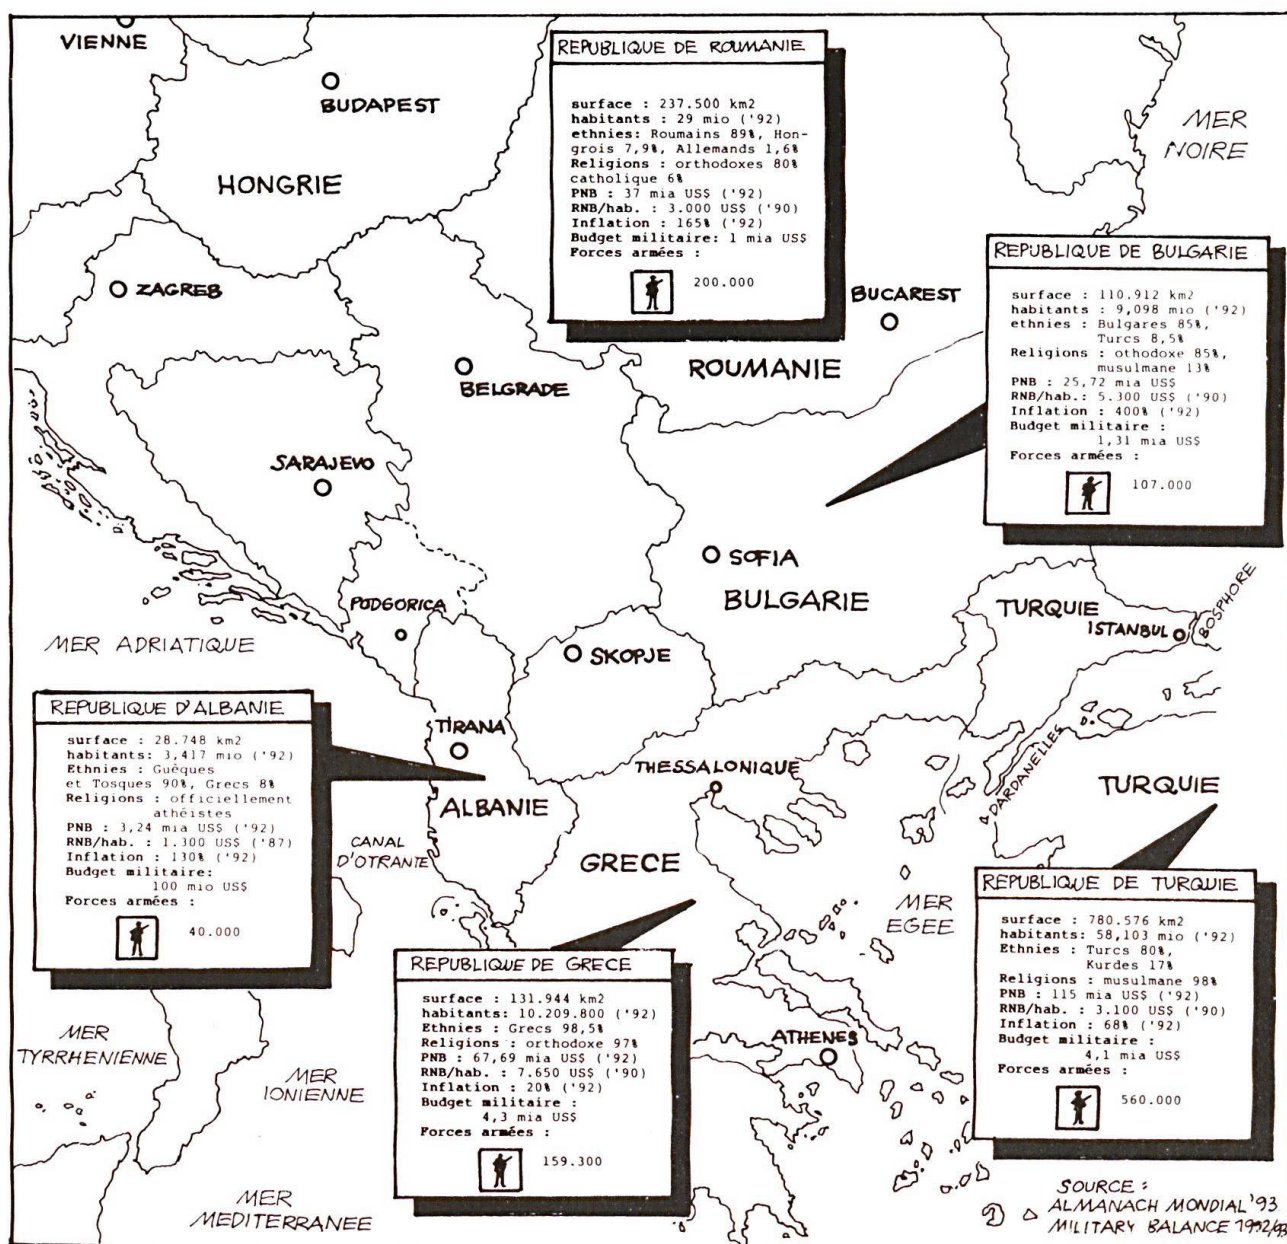 VIENNE
BUDAPEST
HONGRIE
ZAGREB
BELGRADE
SARAJEVO
PODGORICA
MER ADRIATIQUE
REPUBLIQUE DE ROUMANIE
surface : 237.500 km2
habitants : 29 mio ('92)
ethnies: Roumains 89%, Hon-
grois 7,9%, Allemands 1,6%
Religions : orthodoxes 80%
catholique 6%
PNB : 37 mia US$ ('92)
RNB/hab. : 3.000 US$ ('90)
Inflation : 165% ('92)
Budget militaire: 1 mia US$
Forces armées :
200.000
MER
NOIRE
BUCAREST
ROUMANIE
REPUBLIQUE DE BULGARIE
surface : 110.912 km2
habitants : 9,098 mio ('92)
ethnies : Bulgares 85%,
Turcs 8,5%
Religions : othodoxe 85%,
musulmane 13%
PNB : 25,72 mia US$
RNB/hab.: 5.300 US$ ('90)
Inflation : 400% ('92)
Budget militaire :
1,31 mia US$
Forces armées :
107.000
SOFIA
BULGARIE
SKOPJE
TURQUIE
ISTANBUL
BOSPHORE
REPUBLIQUE D'ALBANIE
surface : 28.748 km2
habitants: 3,417 mio ('92)
Ethnies : Guêques
et Tosques 90%, Grecs 8%
Religions : officiellement
athéistes
PNB : 3,24 mia US$ ('92)
RNB/hab. : 1.300 US$ ('87)
Inflation : 130% ('92)
Budget militaire:
100 mio US$
Forces armées :
40.000
TIRANA
ALBANIE
CANAL
D'OTRANTE
THESSALONIQUE
GRECE
DARDANELLES
TURQUIE
MER
EGEE
REPUBLIQUE DE GRECE
surface : 131.944 km2
habitants: 10.209.800 ('92)
Ethnies : Grecs 98,5%
Religions : orthodoxe 97%
PNB : 67,69 mia US$ ('92)
RNB/hab. : 7.650 US$ ('90)
Inflation : 20% ('92)
Budget militaire :
4,3 mia US$
Forces armées :
159.300
REPUBLIQUE DE TURQUIE
surface : 780.576 km2
habitants: 58,103 mio ('92)
Ethnies : Turcs 80%,
Kurdes 17%
Religions : musulmane 98%
PNB : 115 mia US$ ('92)
RNB/hab. : 3.100 US$ ('90)
Inflation : 68% ('92)
Budget militaire :
4,1 mia US$
Forces armées :
560.000
ATHENES
MER
TYRRHENIENNE
MER
IONIENNE
MER
MEDITERRANEE
SOURCE :
ALMANACH MONDIAL '93
MILITARY BALANCE 1992/93